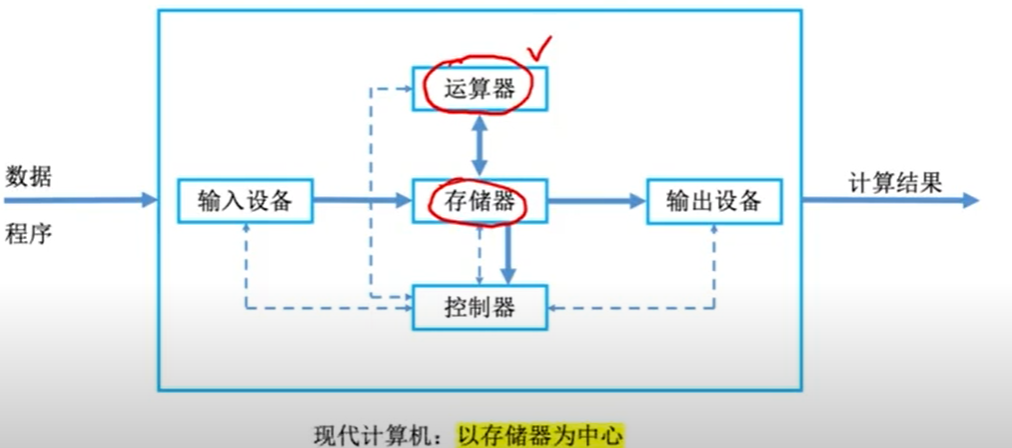 运算器
数据
输入设备
存储器
输出设备
计算结果
程序
控制器
现代计算机：以存储器为中心